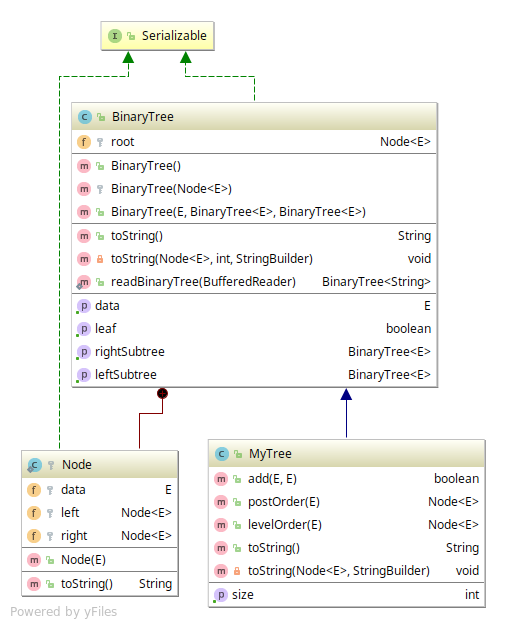 I Serializable
C BinaryTree
f root Node<E>
m BinaryTree()
m BinaryTree(Node<E>)
m BinaryTree(E, BinaryTree<E>, BinaryTree<E>)
m toString() String
m toString(Node<E>, int, StringBuilder) void
m readBinaryTree(BufferedReader) BinaryTree<String>
p data E
p leaf boolean
p rightSubtree BinaryTree<E>
p leftSubtree BinaryTree<E>
C Node
f data E
f left Node<E>
f right Node<E>
m Node(E)
m toString() String
C MyTree
m add(E, E) boolean
m postOrder(E) Node<E>
m levelOrder(E) Node<E>
m toString() String
m toString(Node<E>, StringBuilder) void
p size int
Powered by yFiles